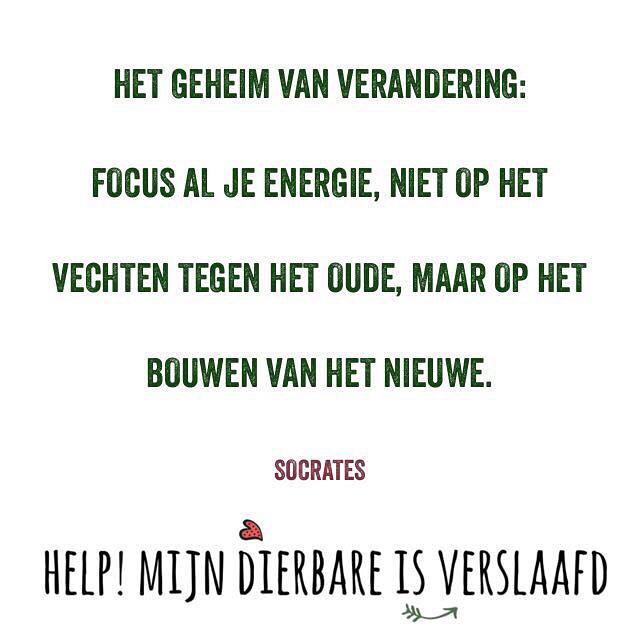 HET GEHEIM VAN VERANDERING:
FOCUS AL JE ENERGIE, NIET OP HET
VECHTEN TEGEN HET OUDE, MAAR OP HET
BOUWEN VAN HET NIEUWE.
SOCRATES
HELP! MIJN DIERBARE IS VERSLAAFD